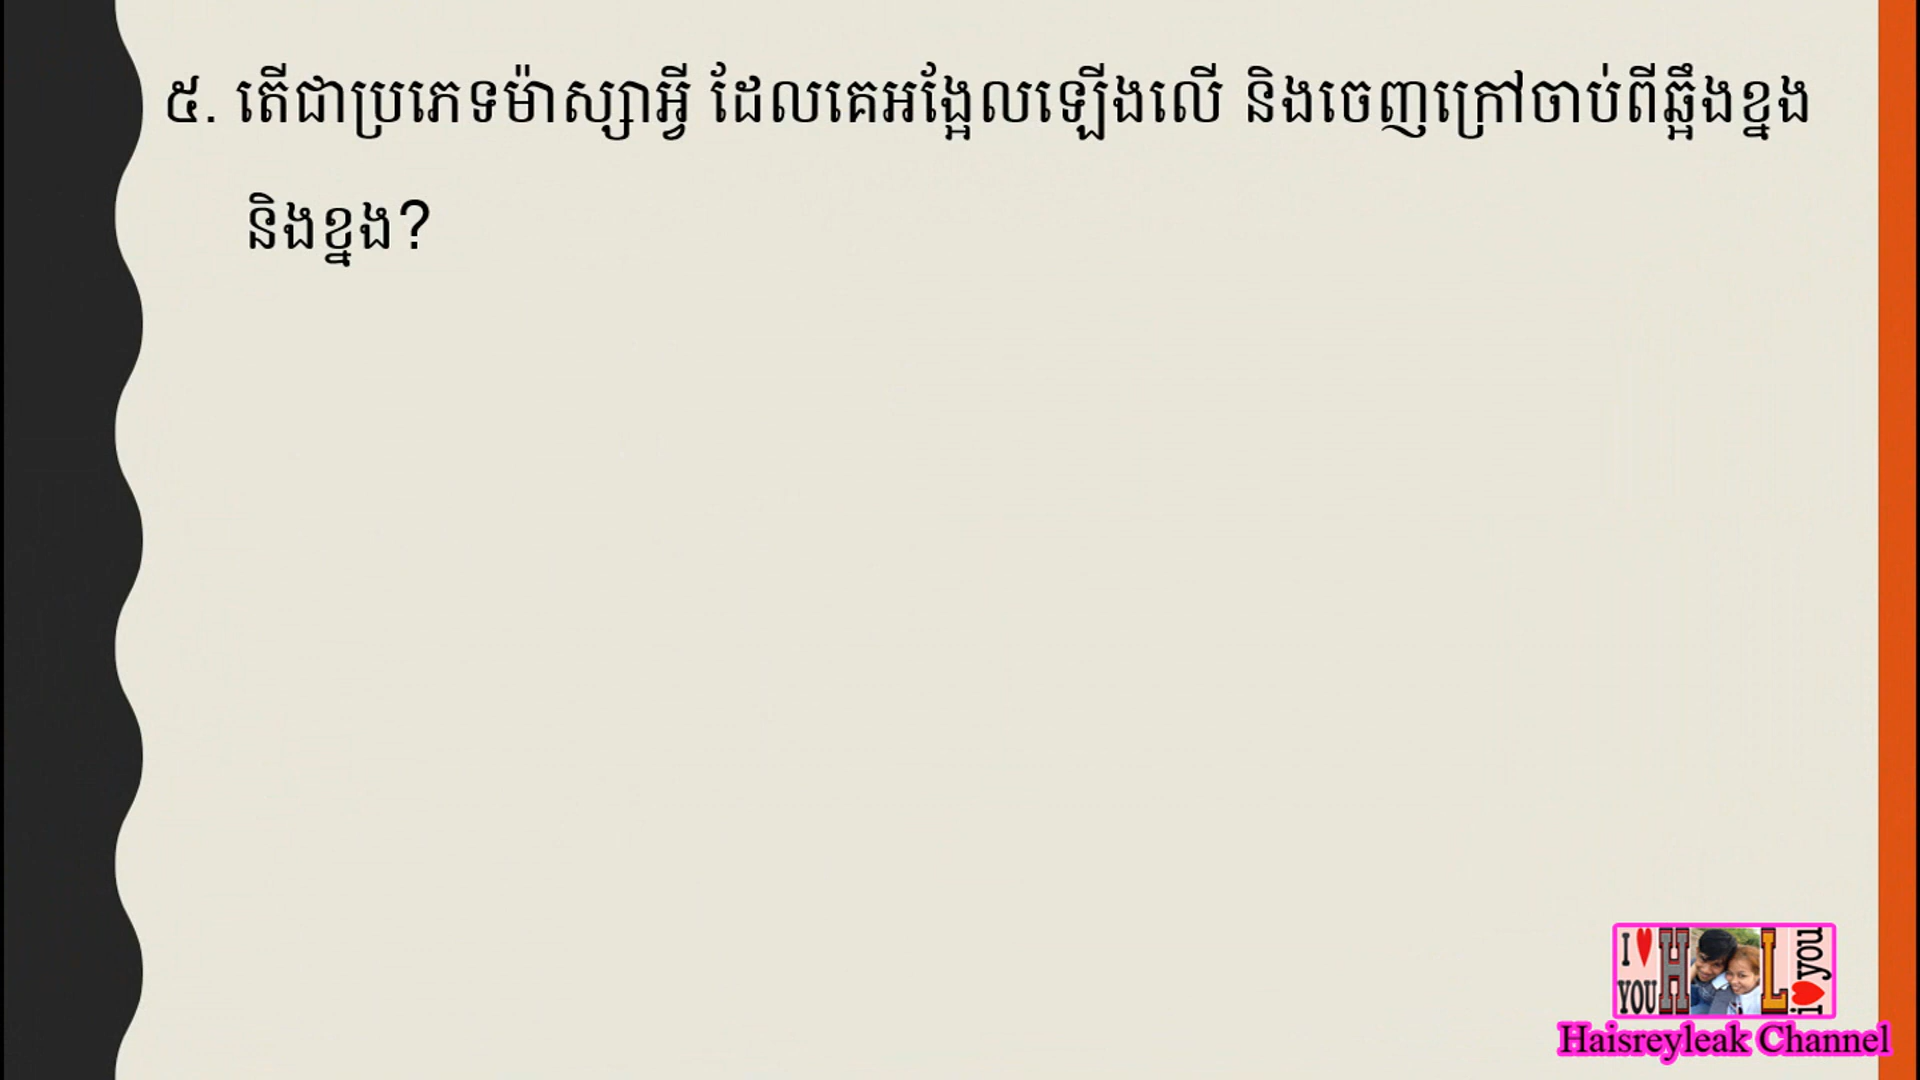 ៥. តើជាប្រភេទម៉ាស្សាអ្វី ដែលគេអង្អែលឡើងលើ និងចេញក្រៅចាប់ពីឆ្អឹងខ្នង
និងខ្នង?
I ♥ YOU H L i ♥ you
Haisreyleak Channel